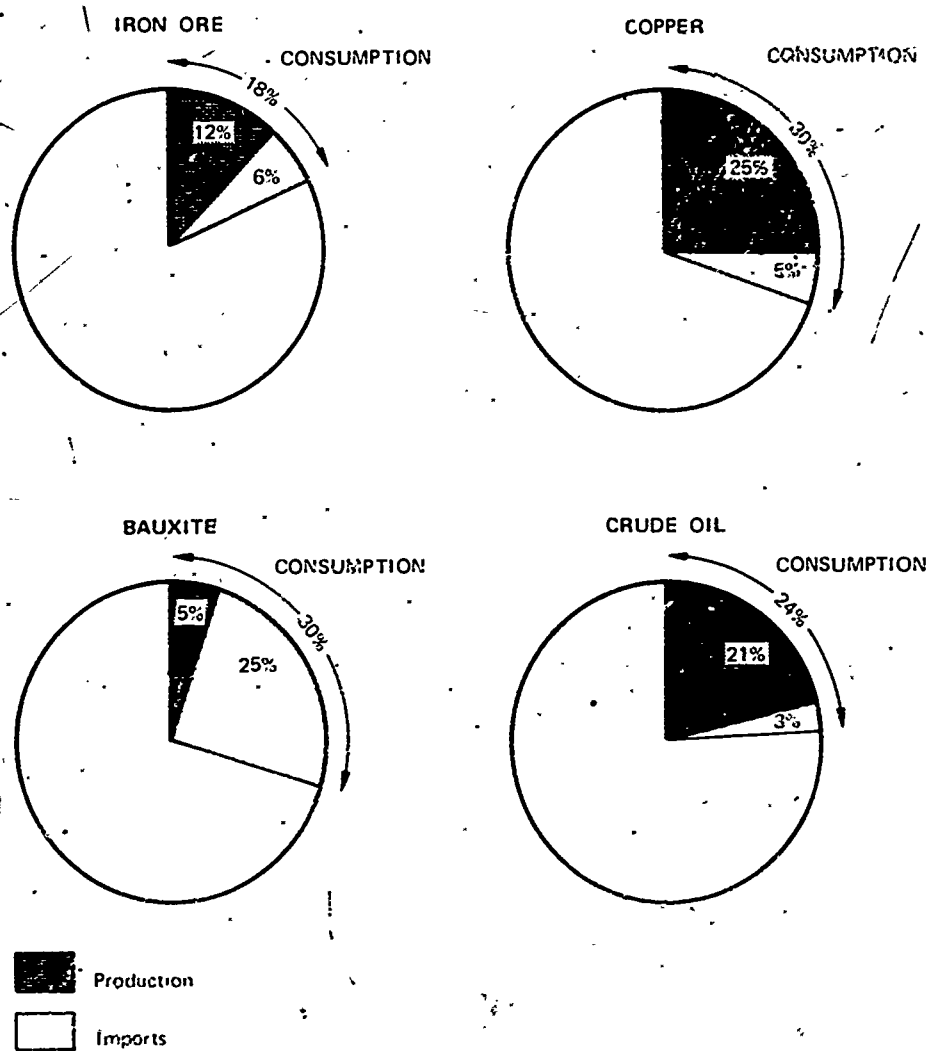 IRON ORE
CONSUMPTION
18%
12%
6%
COPPER
CONSUMPTION
30%
25%
5%
BAUXITE
CONSUMPTION
30%
5%
25%
CRUDE OIL
CONSUMPTION
24%
21%
3%
Production
Imports